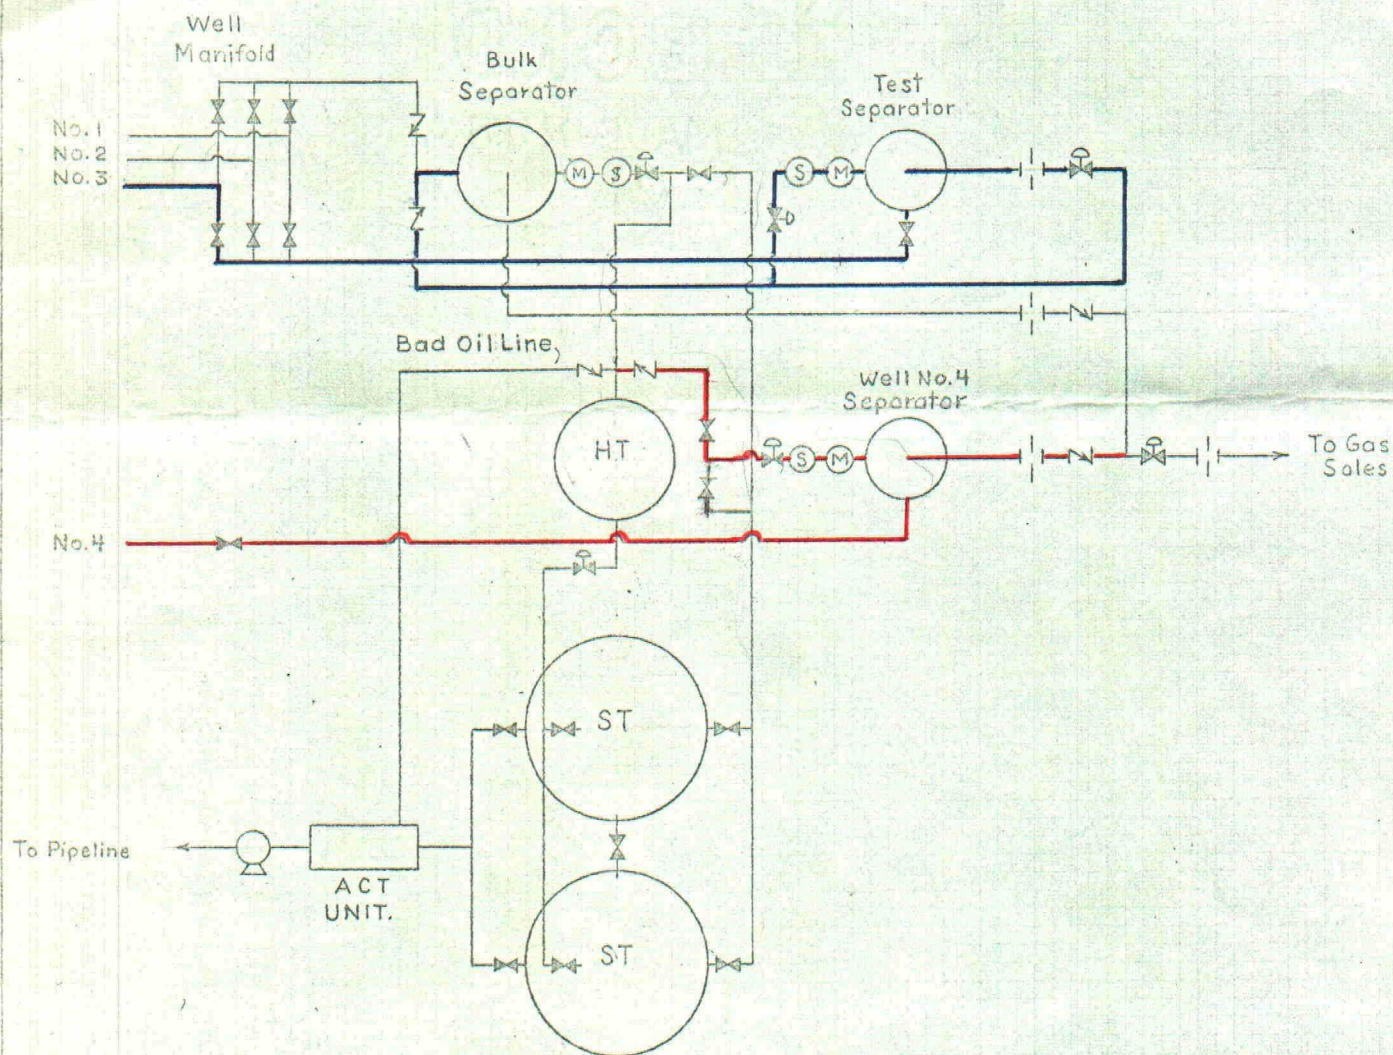 Well
Manifold
Bulk
Separator
Test
Separator
No.1
No.2
No.3
M
S
S
M
Bad Oil Line
Well No.4
Separator
HT
S
M
To Gas
Sales
No.4
ST
To Pipeline
ACT
UNIT.
ST